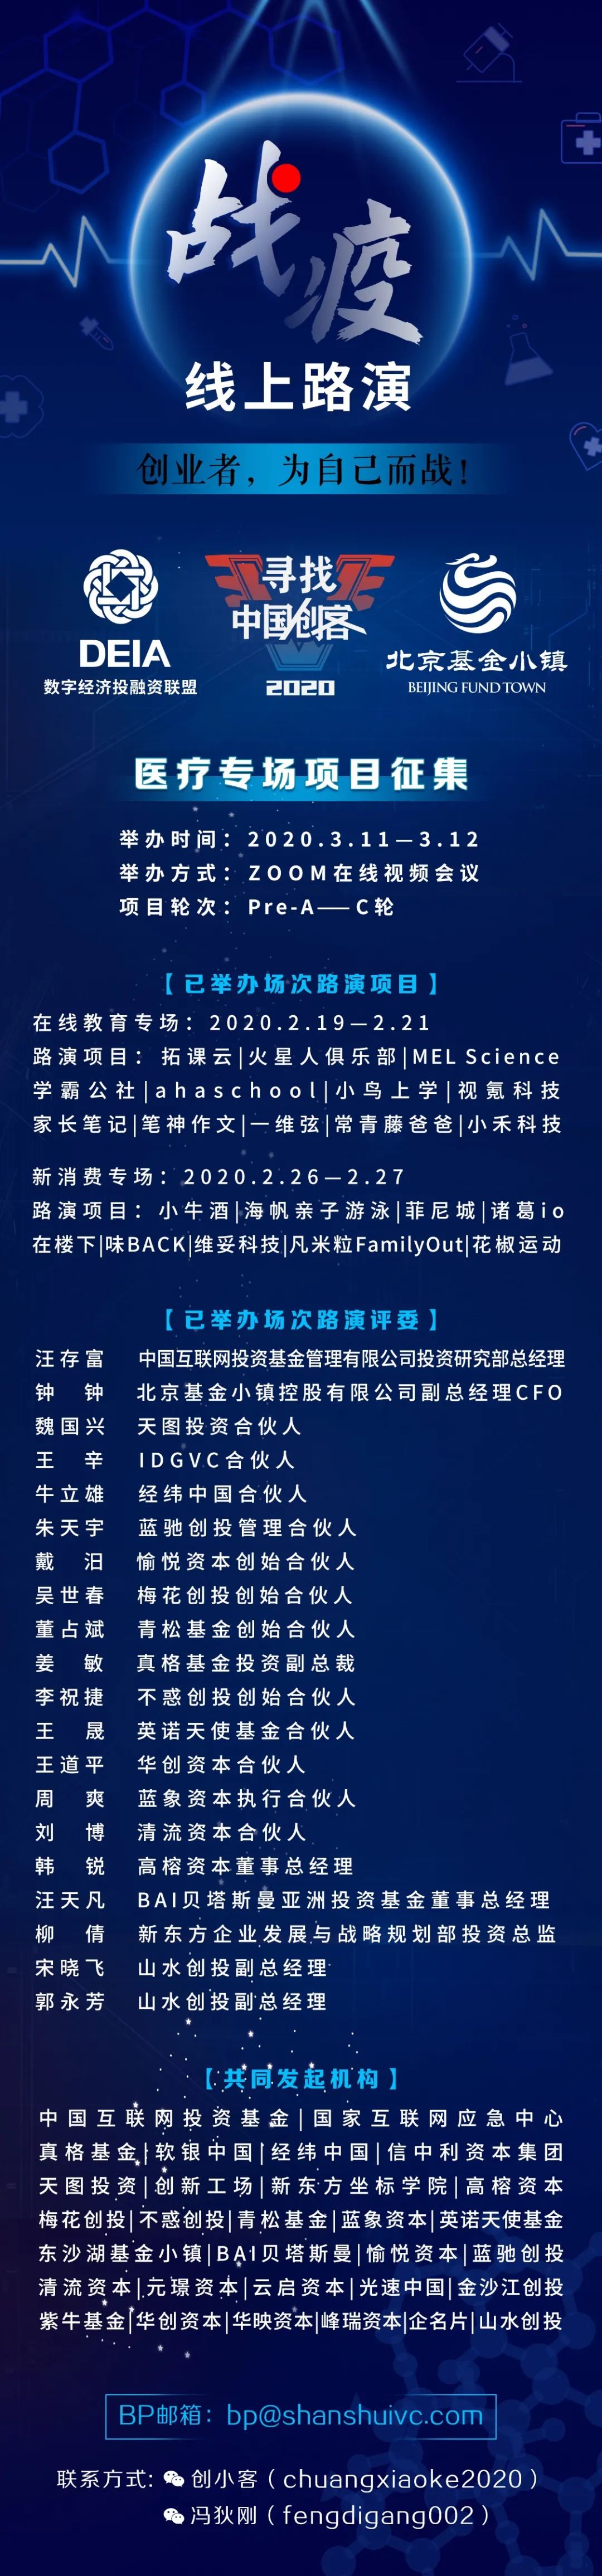 战疫
线上路演
创业者，为自己而战！
DEIA
数字经济投融资联盟
寻找
中国创客
2020
北京基金小镇
BEIJING FUND TOWN
医疗专场项目征集
举办时间：2020.3.11—3.12
举办方式：ZOOM在线视频会议
项目轮次：Pre-A——C轮
【已举办场次路演项目】
在线教育专场：2020.2.19—2.21
路演项目：拓课云|火星人俱乐部|MEL Science
学霸公社|ahaschool|小鸟上学|视氪科技
家长笔记|笔神作文|一维弦|常青藤爸爸|小禾科技
新消费专场：2020.2.26—2.27
路演项目：小牛酒|海帆亲子游泳|菲尼城|诸葛io
在楼下|味BACK|维妥科技|凡米粒FamilyOut|花椒运动
【已举办场次路演评委】
汪存富 中国互联网投资基金管理有限公司投资研究部总经理
钟钟 北京基金小镇控股有限公司副总经理CFO
魏国兴 天图投资合伙人
王辛 IDGVC合伙人
牛立雄 经纬中国合伙人
朱天宇 蓝驰创投管理合伙人
戴汨 愉悦资本创始合伙人
吴世春 梅花创投创始合伙人
董占斌 青松基金创始合伙人
姜敏 真格基金投资副总裁
李祝捷 不惑创投创始合伙人
王晟 英诺天使基金合伙人
王道平 华创资本合伙人
周爽 蓝象资本执行合伙人
刘博 清流资本合伙人
韩锐 高榕资本董事总经理
汪天凡 BAI贝塔斯曼亚洲投资基金董事总经理
柳倩 新东方企业发展与战略规划部投资总监
宋晓飞 山水创投副总经理
郭永芳 山水创投副总经理
【共同发起机构】
中国互联网投资基金|国家互联网应急中心
真格基金|软银中国|经纬中国|信中利资本集团
天图投资|创新工场|新东方坐标学院|高榕资本
梅花创投|不惑创投|青松基金|蓝象资本|英诺天使基金
东沙湖基金小镇|BAI贝塔斯曼|愉悦资本|蓝驰创投
清流资本|元璟资本|云启资本|光速中国|金沙江创投
紫牛基金|华创资本|华映资本|峰瑞资本|企名片|山水创投
BP邮箱：bp@shanshuivc.com
联系方式：创小客（chuangxiaoke2020）
冯狄刚（fengdigang002）